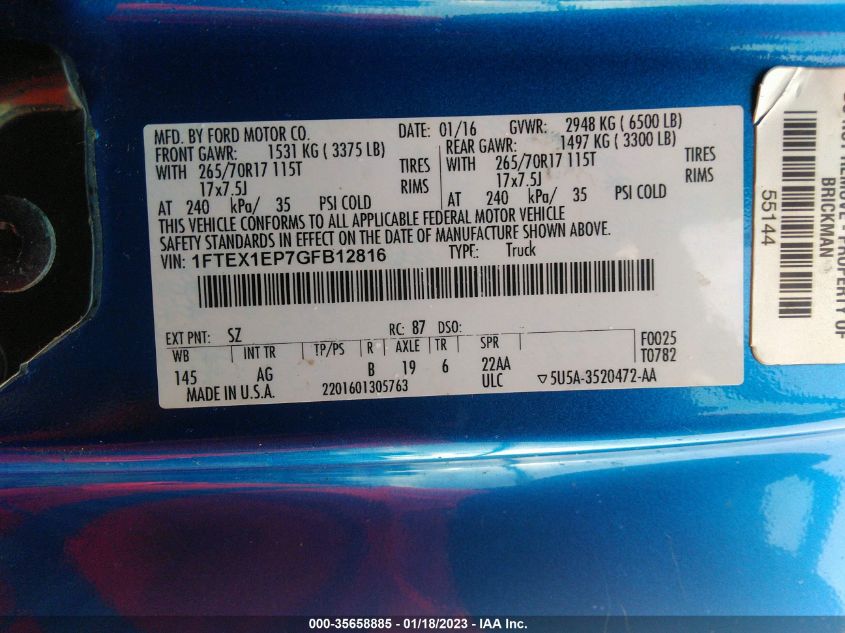 MFD. BY FORD MOTOR CO. DATE: 01/16 GVWR: 2948 KG ( 6500 LB)
FRONT GAWR: 1531 KG ( 3375 LB) REAR GAWR: 1497 KG ( 3300 LB)
WITH 265/70R17 115T TIRES WITH 265/70R17 115T TIRES
17x7.5J RIMS 17x7.5J RIMS
AT 240 kPa/ 35 PSI COLD AT 240 kPa/ 35 PSI COLD
THIS VEHICLE CONFORMS TO ALL APPLICABLE FEDERAL MOTOR VEHICLE
SAFETY STANDARDS IN EFFECT ON THE DATE OF MANUFACTURE SHOWN ABOVE.
VIN: 1FTEX1EP7GFB12816 TYPE: Truck
EXT PNT: SZ RC: 87 DSO: F0025
WB INT TR TP/PS R AXLE TR SPR T0782
145 AG B 19 6 22AA
ULC 5U5A-3520472-AA
MADE IN U.S.A. 2201601305763
REMOVE - PROPERTY OF
BRICKMAN
55144
000-35658885 - 01/18/2023 - IAA Inc.